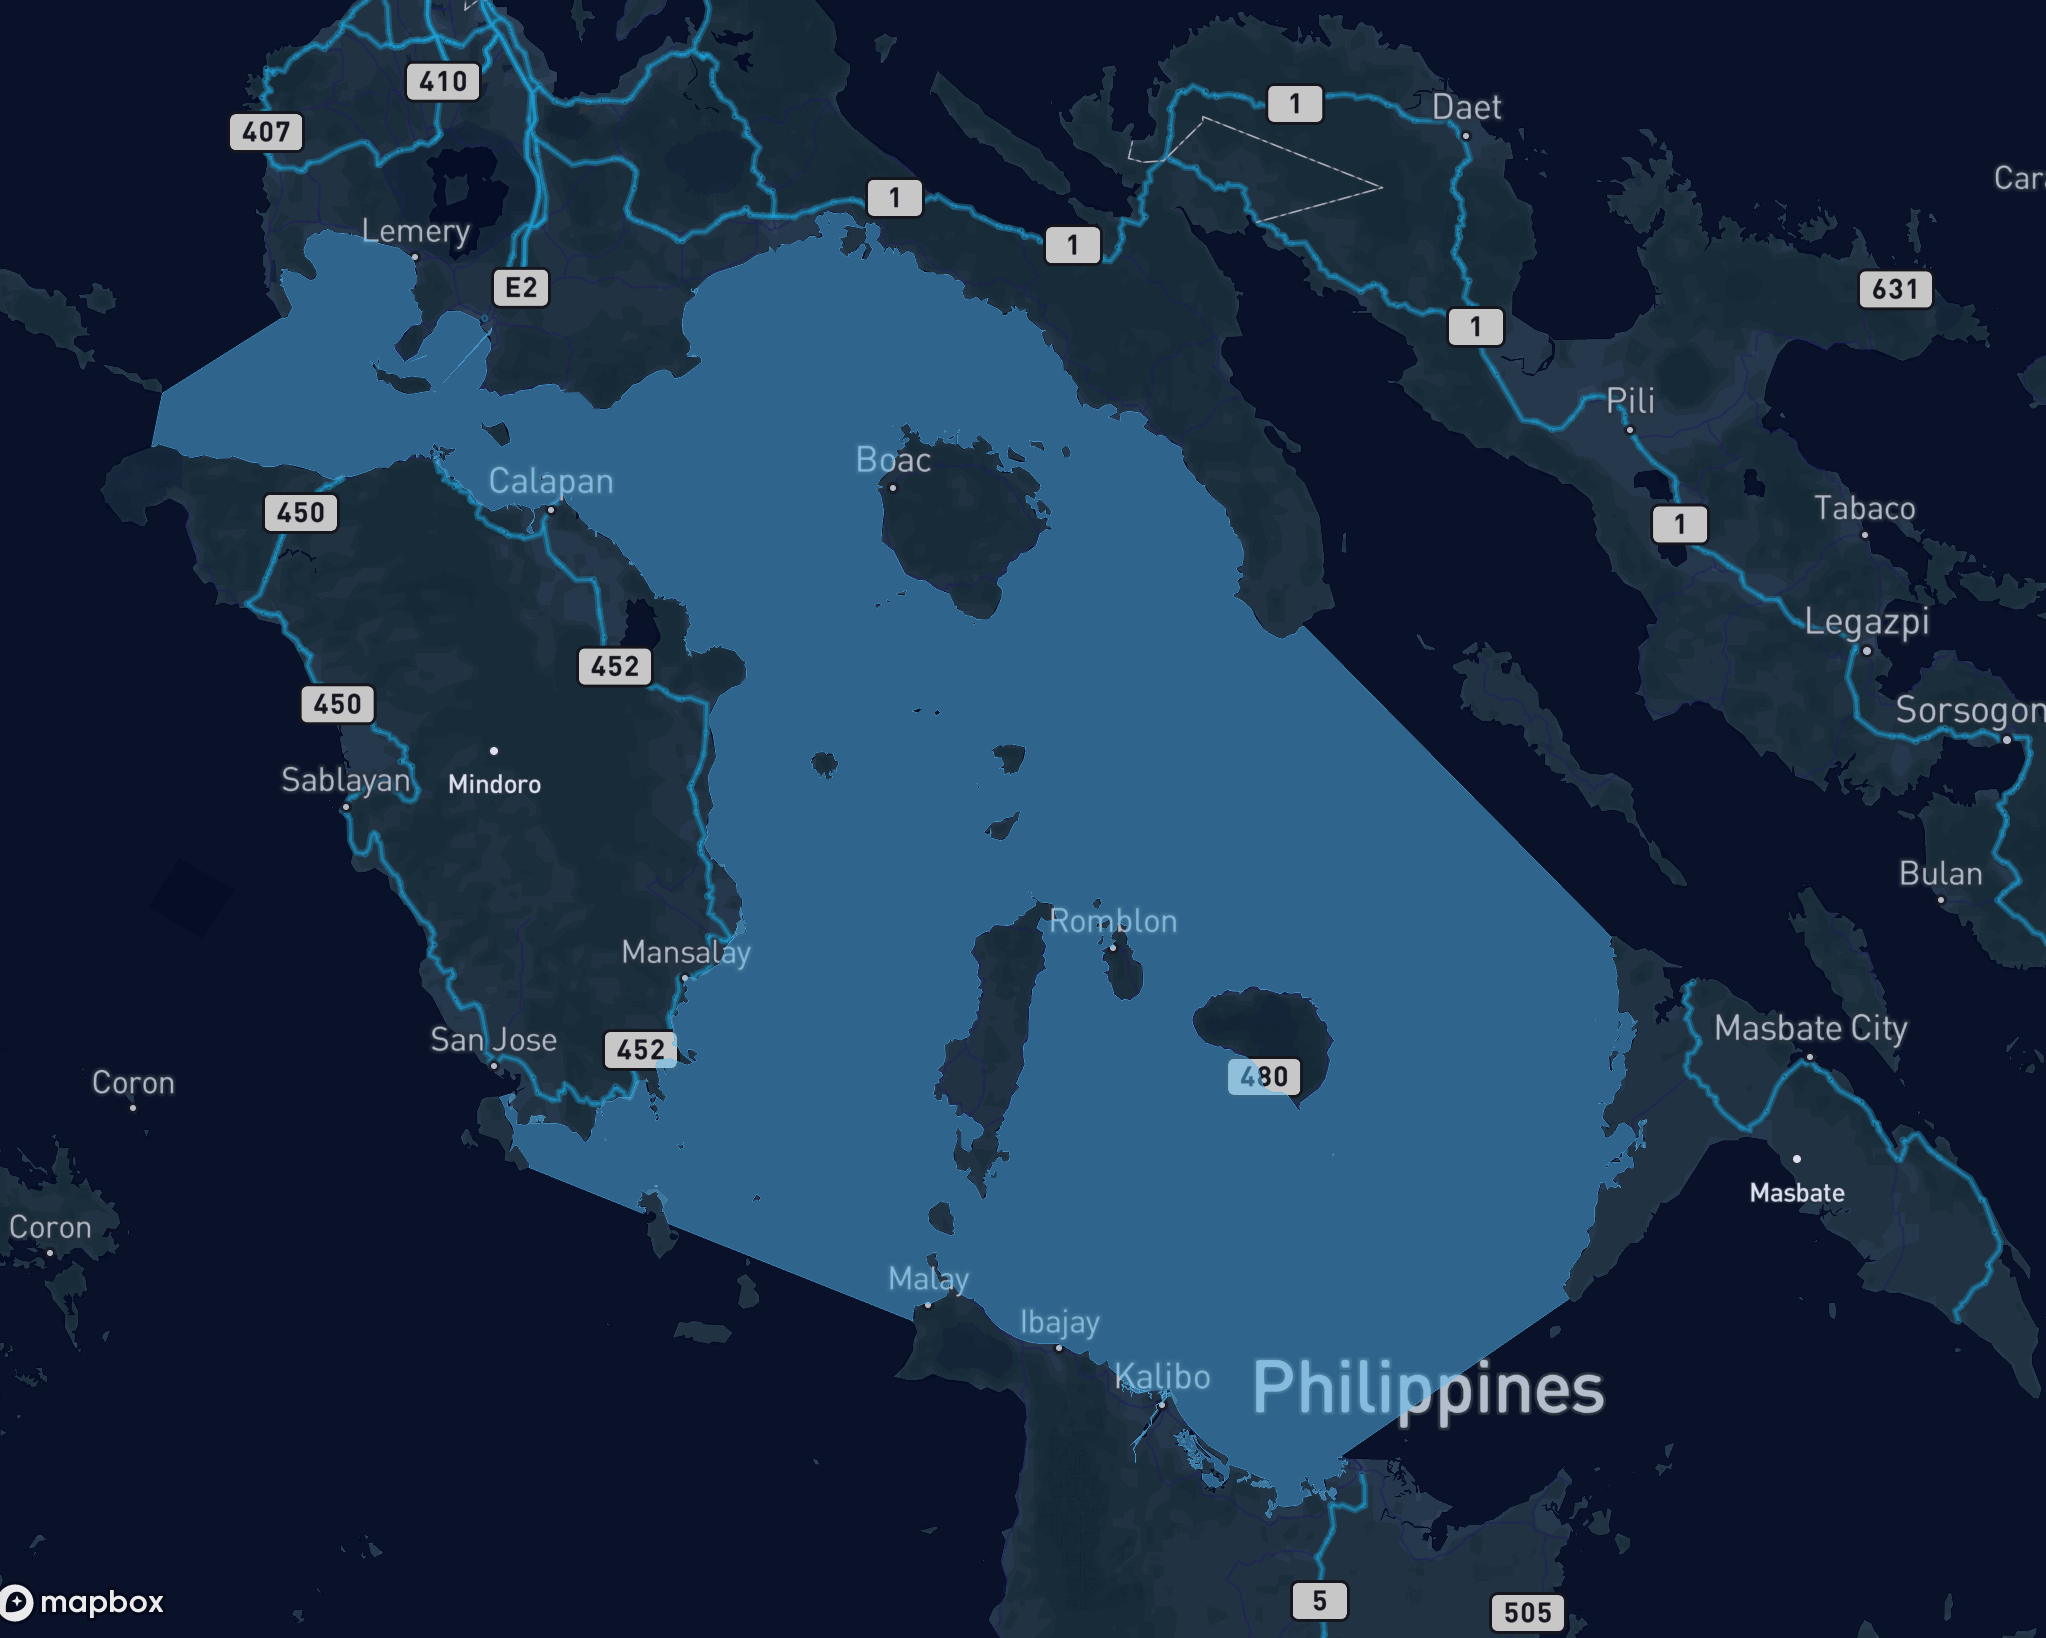 410
1
Daet
407
Cara
1
Lemery
1
E2
631
1
Pili
Boac
Calapan
450
Tabaco
1
Legazpi
452
450
Sorsogon
Sablayan
Mindoro
Bulan
Romblon
Mansalay
Masbate City
San Jose
452
480
Coron
Masbate
Coron
Malay
Ibajay
Kalibo
Philippines
5
505
mapbox